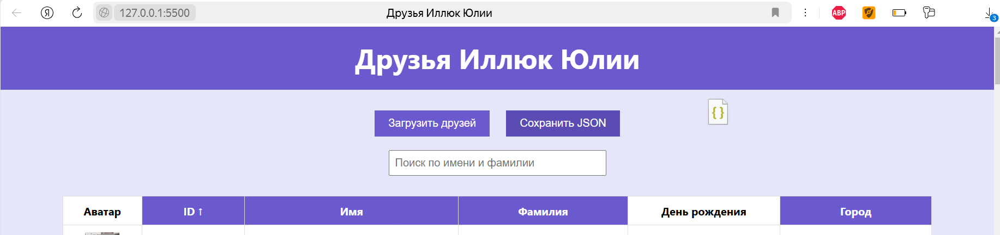 127.0.0.1:5500 Друзья Иллюк Юлии ABP 3
Друзья Иллюк Юлии
Загрузить друзей Сохранить JSON { }
Поиск по имени и фамилии
Аватар ID ↑ Имя Фамилия День рождения Город